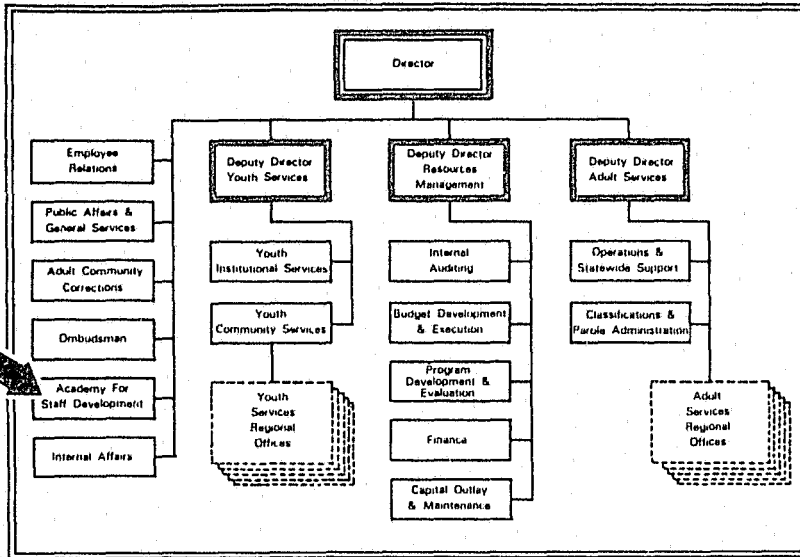 Director
Employee
Relations
Public Affairs &
General Services
Adult Community
Corrections
Ombudsman
Academy For
Staff Development
Internal Affairs
Deputy Director
Youth Services
Youth
Institutional Services
Youth
Community Services
Youth
Services
Regional
Offices
Deputy Director
Resources
Management
Internal
Auditing
Budget Development
& Execution
Program
Development &
Evaluation
Finance
Capital Outlay
& Maintenance
Deputy Director
Adult Services
Operations &
Statewide Support
Classifications &
Parole Administration
Adult
Services
Regional
Offices